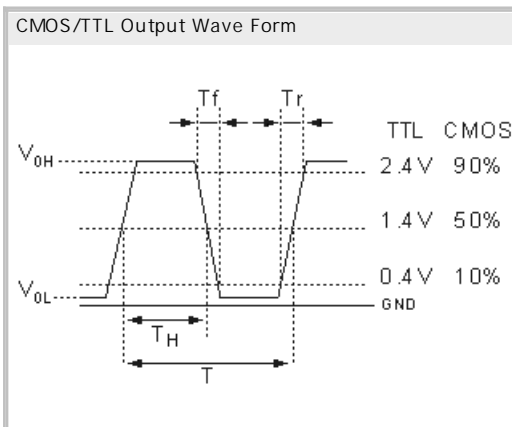 CMOS/TTL Output Wave Form
Tf Tr
TTL CMOS
V0H 2.4V 90%
1.4V 50%
0.4V 10%
V0L GND
TH
T